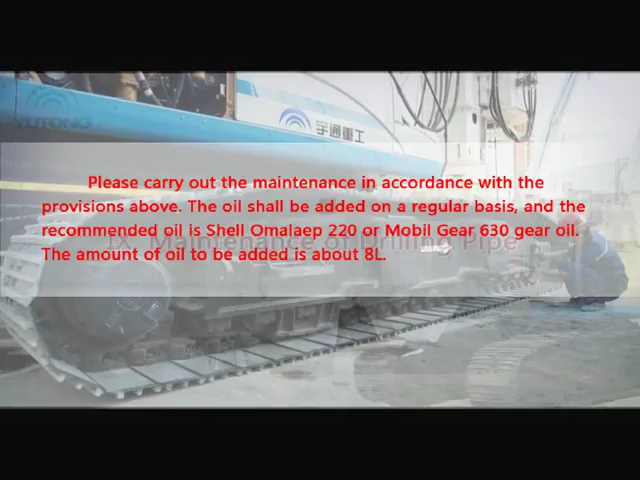 YUTONG
宇通重工
Please carry out the maintenance in accordance with the
provisions above. The oil shall be added on a regular basis, and the
recommended oil is Shell Omalaep 220 or Mobil Gear 630 gear oil.
IX. Maintenance of Drilling Pipe
The amount of oil to be added is about 8L.